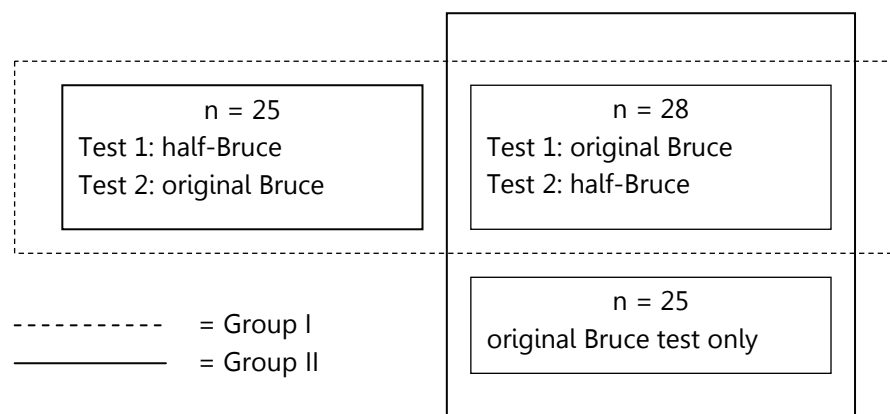 n = 25
Test 1: half-Bruce
Test 2: original Bruce
n = 28
Test 1: original Bruce
Test 2: half-Bruce
n = 25
original Bruce test only
= Group I
= Group II